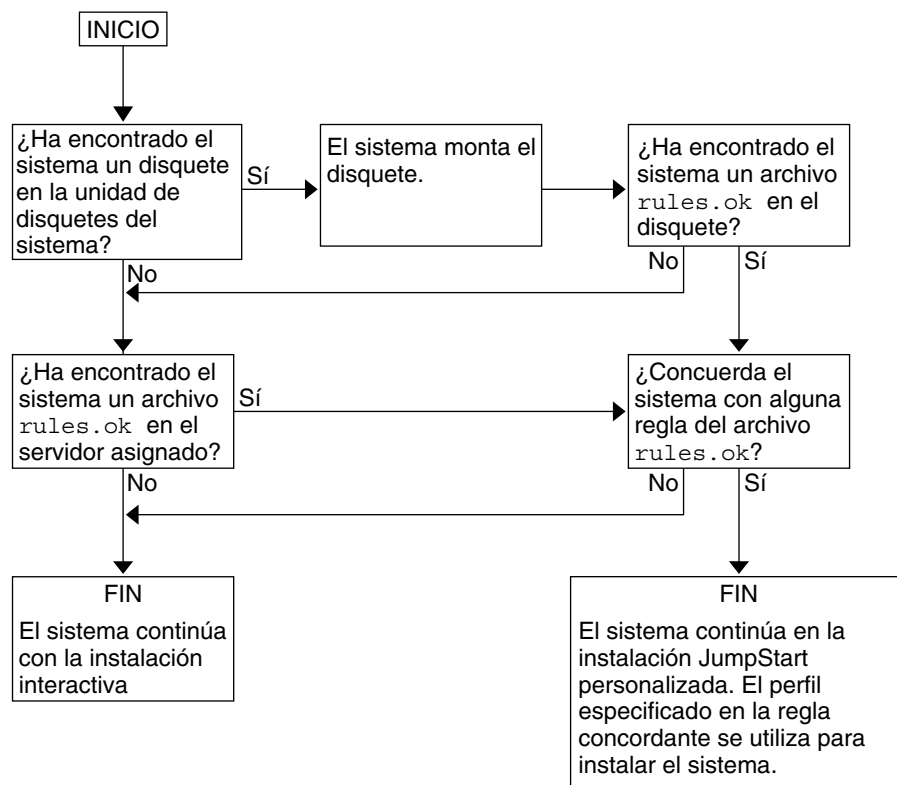 INICIO
¿Ha encontrado el
sistema un disquete
en la unidad de
disquetes del
sistema?
Sí
El sistema monta el
disquete.
¿Ha encontrado el
sistema un archivo
rules.ok en el
disquete?
No
No
Sí
¿Ha encontrado el
sistema un archivo
rules.ok en el
servidor asignado?
Sí
¿Concuerda el
sistema con alguna
regla del archivo
rules.ok?
No
No
Sí
FIN
El sistema continúa
con la instalación
interactiva
FIN
El sistema continúa en la
instalación JumpStart
personalizada. El perfil
especificado en la regla
concordante se utiliza para
instalar el sistema.